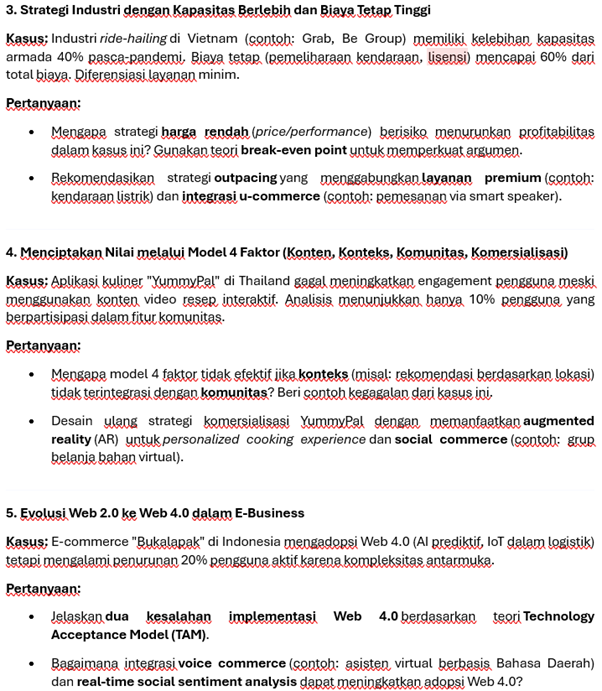 3. Strategi Industri dengan Kapasitas Berlebih dan Biaya Tetap Tinggi
Kasus: Industri ride-hailing di Vietnam (contoh: Grab, Be Group) memiliki kelebihan kapasitas
armada 40% pasca-pandemi. Biaya tetap (pemeliharaan kendaraan, lisensi) mencapai 60% dari
total biaya. Diferensiasi layanan minim.
Pertanyaan:
• Mengapa strategi harga rendah (price/performance) berisiko menurunkan profitabilitas
dalam kasus ini? Gunakan teori break-even point untuk memperkuat argumen.
• Rekomendasikan strategi outpacing yang menggabungkan layanan premium (contoh:
kendaraan listrik) dan integrasi u-commerce (contoh: pemesanan via smart speaker).
4. Menciptakan Nilai melalui Model 4 Faktor (Konten, Konteks, Komunitas, Komersialisasi)
Kasus: Aplikasi kuliner "YummyPal" di Thailand gagal meningkatkan engagement pengguna meski
menggunakan konten video resep interaktif. Analisis menunjukkan hanya 10% pengguna yang
berpartisipasi dalam fitur komunitas.
Pertanyaan:
• Mengapa model 4 faktor tidak efektif jika konteks (misal: rekomendasi berdasarkan lokasi)
tidak terintegrasi dengan komunitas? Beri contoh kegagalan dari kasus ini.
• Desain ulang strategi komersialisasi YummyPal dengan memanfaatkan augmented
reality (AR) untuk personalized cooking experience dan social commerce (contoh: grup
belanja bahan virtual).
5. Evolusi Web 2.0 ke Web 4.0 dalam E-Business
Kasus: E-commerce "Bukalapak" di Indonesia mengadopsi Web 4.0 (AI prediktif, IoT dalam logistik)
tetapi mengalami penurunan 20% pengguna aktif karena kompleksitas antarmuka.
Pertanyaan:
• Jelaskan dua kesalahan implementasi Web 4.0 berdasarkan teori Technology
Acceptance Model (TAM).
• Bagaimana integrasi voice commerce (contoh: asisten virtual berbasis Bahasa Daerah)
dan real-time social sentiment analysis dapat meningkatkan adopsi Web 4.0?